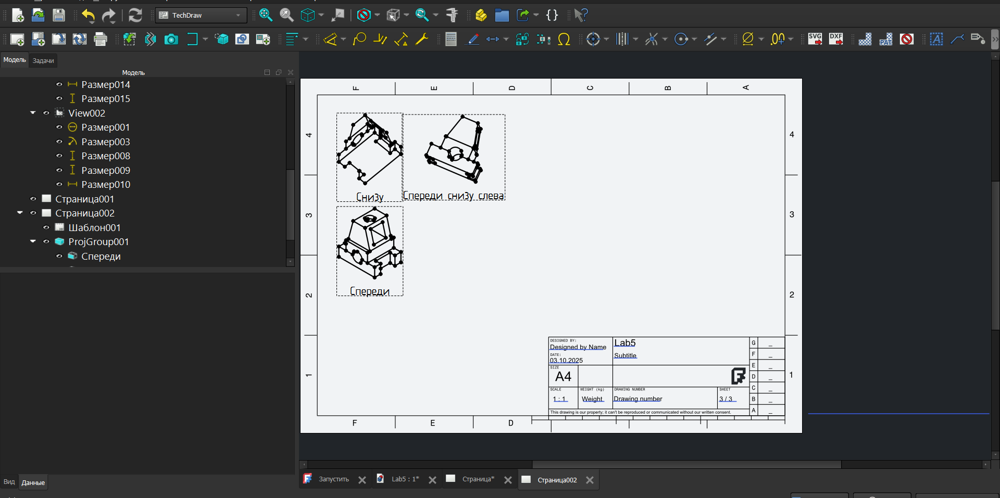 TechDraw
{}
SVG
DXF
PAT
Модель
Задачи
Модель
Размер014
Размер015
View002
Размер001
Размер003
Размер008
Размер009
Размер010
Страница001
Страница002
Шаблон001
ProjGroup001
Спереди
F E D C B A
4
4
Снизу
Спереди снизу слева
3
3
Спереди
2
2
DESIGNED BY:
Designed by Name
Lab5
G _
DATE:
03.10.2025
Subtitle
F _
SIZE
A4
E _
D _
1
1
SCALE
WEIGHT (kg)
DRAWING NUMBER
SHEET
C _
1 : 1
Weight
Drawing number
3 / 3
B _
This drawing is our property; it can't be reproduced or communicated without our written consent.
A _
F E D
Вид
Данные
Запустить
Lab5 : 1*
Страница*
Страница002